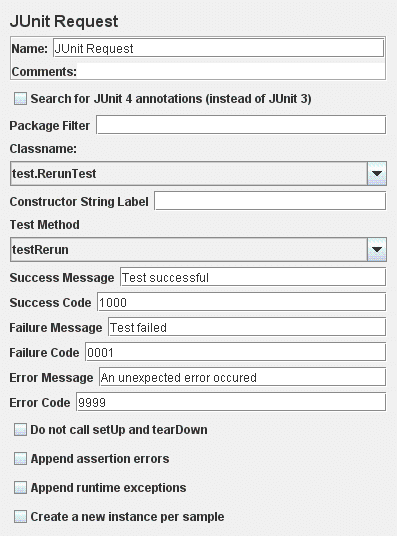 JUnit Request
Name: JUnit Request
Comments:
Search for JUnit 4 annotations (instead of JUnit 3)
Package Filter
Classname:
test.RerunTest
Constructor String Label
Test Method
testRerun
Success Message Test successful
Success Code 1000
Failure Message Test failed
Failure Code 0001
Error Message An unexpected error occured
Error Code 9999
Do not call setUp and tearDown
Append assertion errors
Append runtime exceptions
Create a new instance per sample